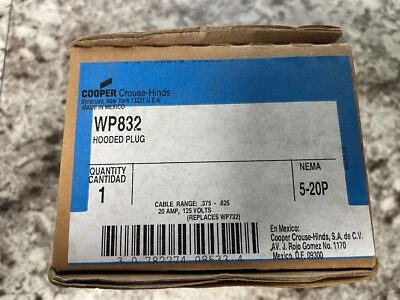 COOPER Crouse-Hinds
Syracuse, New York 13221 U.S.A.
MADE IN MEXICO
WP832
HOODED PLUG
QUANTITY
CANTIDAD
1
NEMA
5-20P
CABLE RANGE: .375 - .625
20 AMP, 125 VOLTS
(REPLACES WP732)
En Mexico:
Cooper Crouse-Hinds, S.A. de C.V.
AV. J. Rojo Gomez No. 1170
Mexico, D.F. 09300